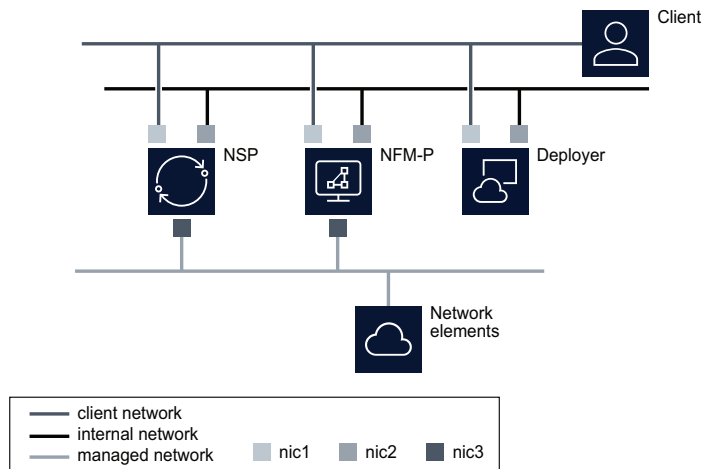 Client
NSP
NFM-P
Deployer
Network
elements
client network
internal network
managed network
nic1
nic2
nic3